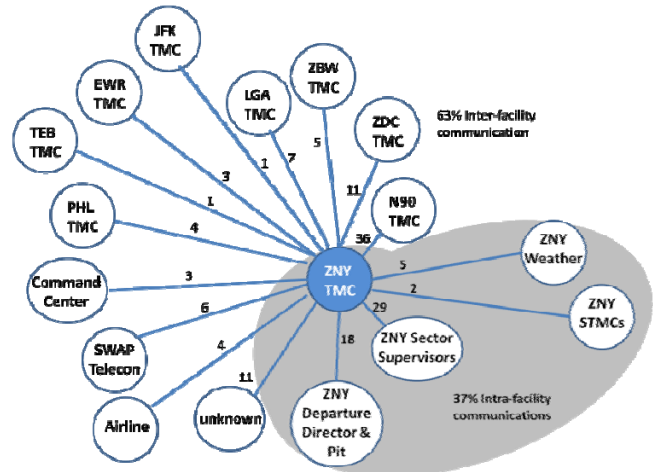 JFK
TMC
EWR
TMC
LGA
TMC
ZBW
TMC
TEB
TMC
ZDC
TMC
63% Inter-facility
communication
PHL
TMC
N90
TMC
3
1
7
5
11
1
4
36
Command
Center
3
ZNY
TMC
5
ZNY
Weather
2
ZNY
STMCs
6
29
SWAP
Telecon
4
18
ZNY Sector
Supervisors
11
Airline
unknown
ZNY
Departure
Director &
Pit
37% Intra-facility
communications